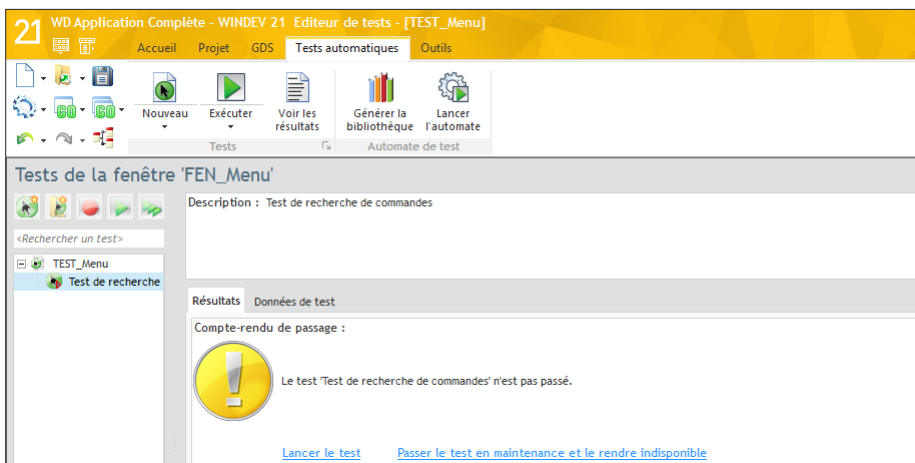 21 WD Application Complète - WINDEV 21 Editeur de tests - [TEST_Menu]
Accueil Projet GDS Tests automatiques Outils
GO GO
Nouveau Exécuter Voir les résultats Générer la bibliothèque Lancer l'automate
Tests Automate de test
Tests de la fenêtre 'FEN_Menu'
Description : Test de recherche de commandes
<Rechercher un test>
TEST_Menu
Test de recherche
Résultats Données de test
Compte-rendu de passage :
Le test 'Test de recherche de commandes' n'est pas passé.
Lancer le test Passer le test en maintenance et le rendre indisponible